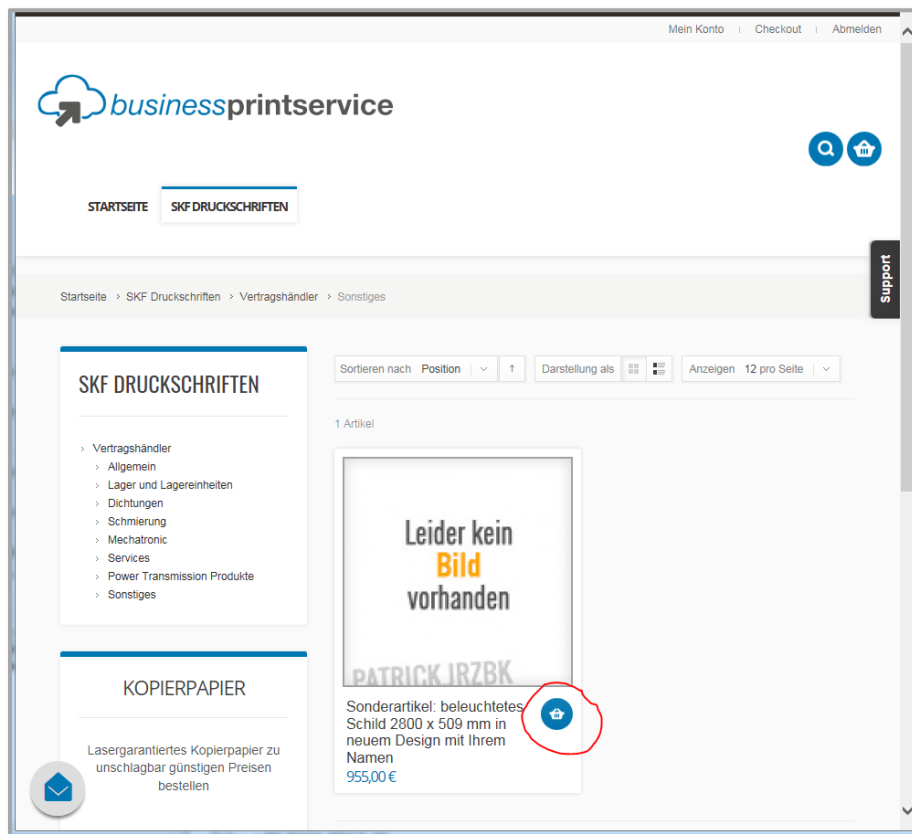 Mein Konto
Checkout
Abmelden
businessprintservice
STARTSEITE
SKF DRUCKSCHRIFTEN
Support
Startseite > SKF Druckschriften > Vertragshändler > Sonstiges
SKF DRUCKSCHRIFTEN
Vertragshändler
Allgemein
Lager und Lagereinheiten
Dichtungen
Schmierung
Mechatronic
Services
Power Transmission Produkte
Sonstiges
KOPIERPAPIER
Lasergarantiertes Kopierpapier zu
unschlagbar günstigen Preisen
bestellen
Sortieren nach Position
Darstellung als
Anzeigen 12 pro Seite
1 Artikel
Leider kein
Bild
vorhanden
PATRICK JRZBK
Sonderartikel: beleuchtetes
Schild 2800 x 509 mm in
neuem Design mit Ihrem
Namen
955,00 €